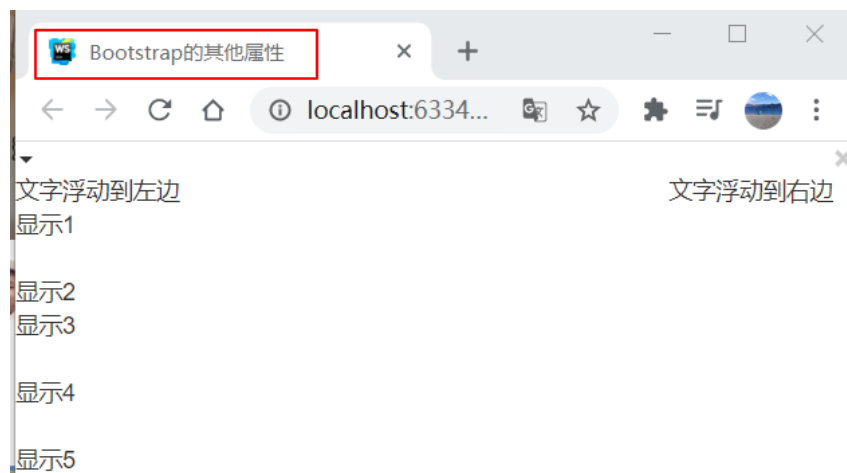 WS
Bootstrap的其他属性
localhost:6334...
文字浮动到左边
文字浮动到右边
显示1
显示2
显示3
显示4
显示5